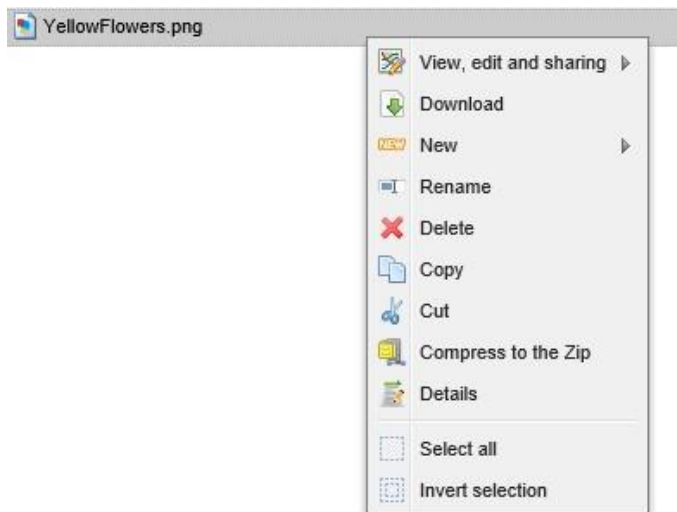 YellowFlowers.png
View, edit and sharing
Download
NEW New
Rename
Delete
Copy
Cut
Compress to the Zip
Details
Select all
Invert selection